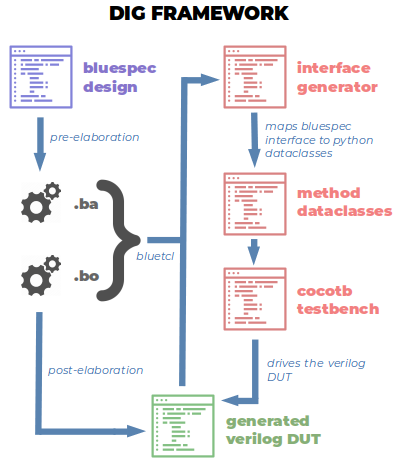 DIG FRAMEWORK
bluespec
design
interface
generator
pre-elaboration
maps bluespec
interface to python
dataclasses
.ba
method
dataclasses
bluetcl
.bo
cocotb
testbench
post-elaboration
drives the verilog
DUT
generated
verilog DUT